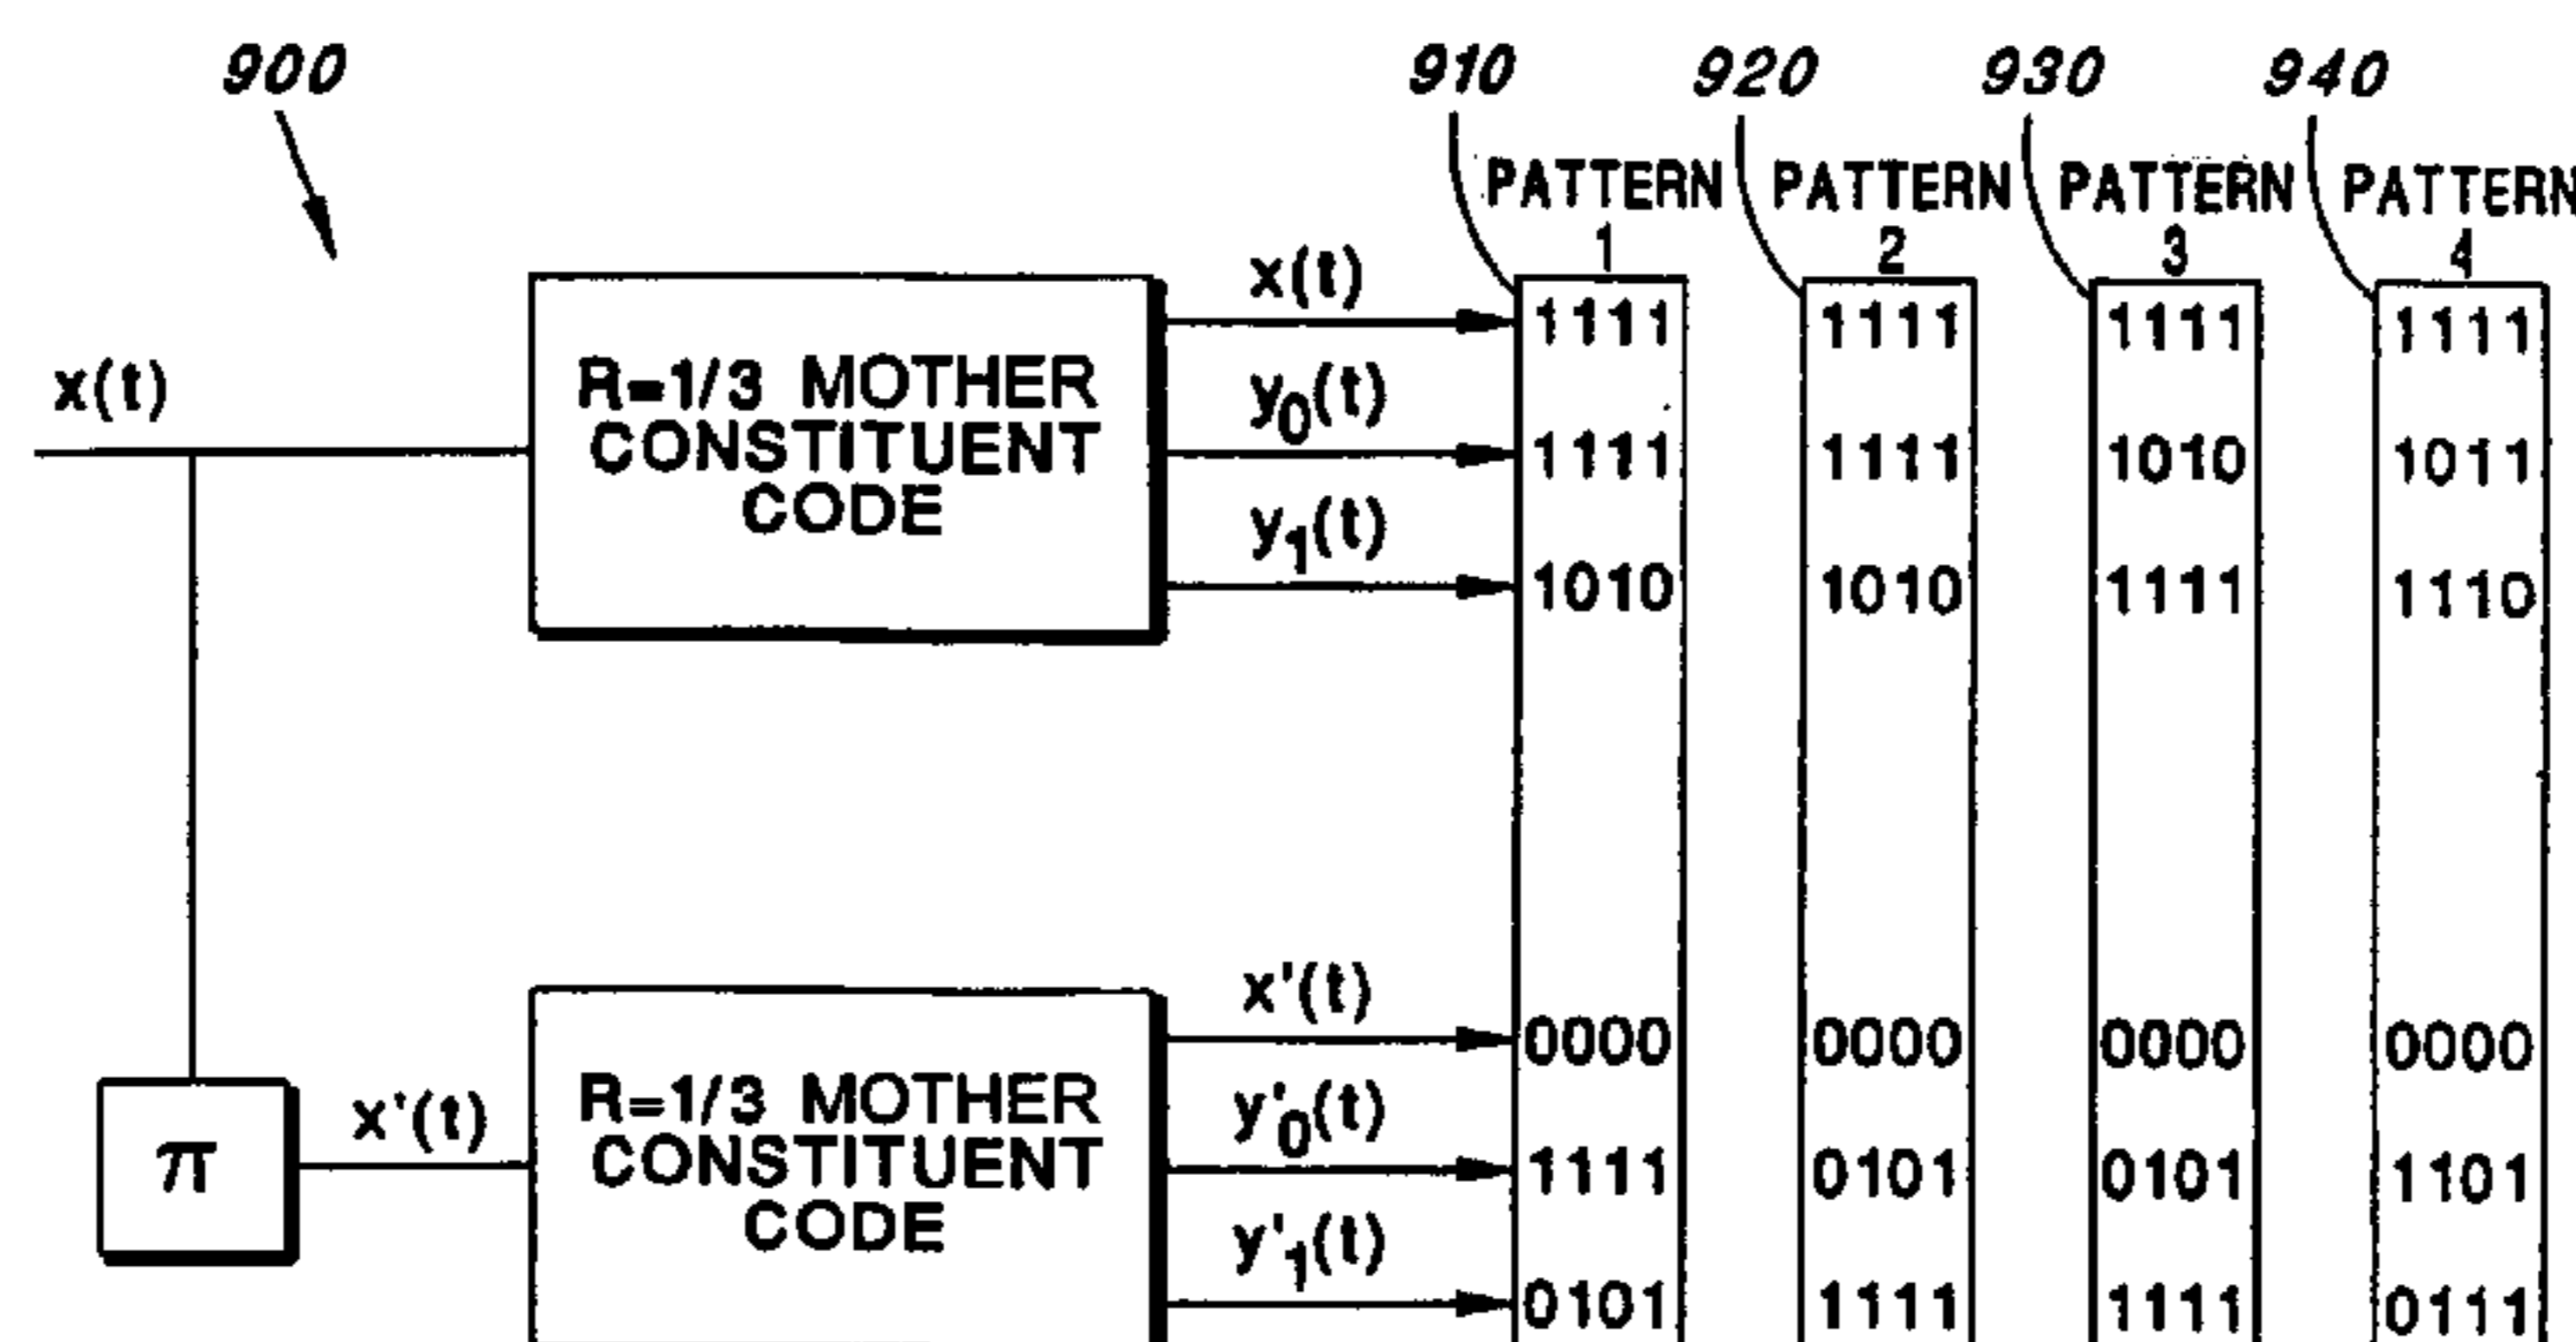 900
910 920 930 940
PATTERN PATTERN PATTERN PATTERN
1 2 3 4
x(t)
R=1/3 MOTHER
CONSTITUENT
CODE
x(t)
y0(t)
y1(t)
1111 1111 1111 1111
1111 1111 1010 1011
1010 1010 1111 1110
π
x'(t)
R=1/3 MOTHER
CONSTITUENT
CODE
x'(t)
y'0(t)
y'1(t)
0000 0000 0000 0000
1111 0101 0101 1101
0101 1111 1111 0111